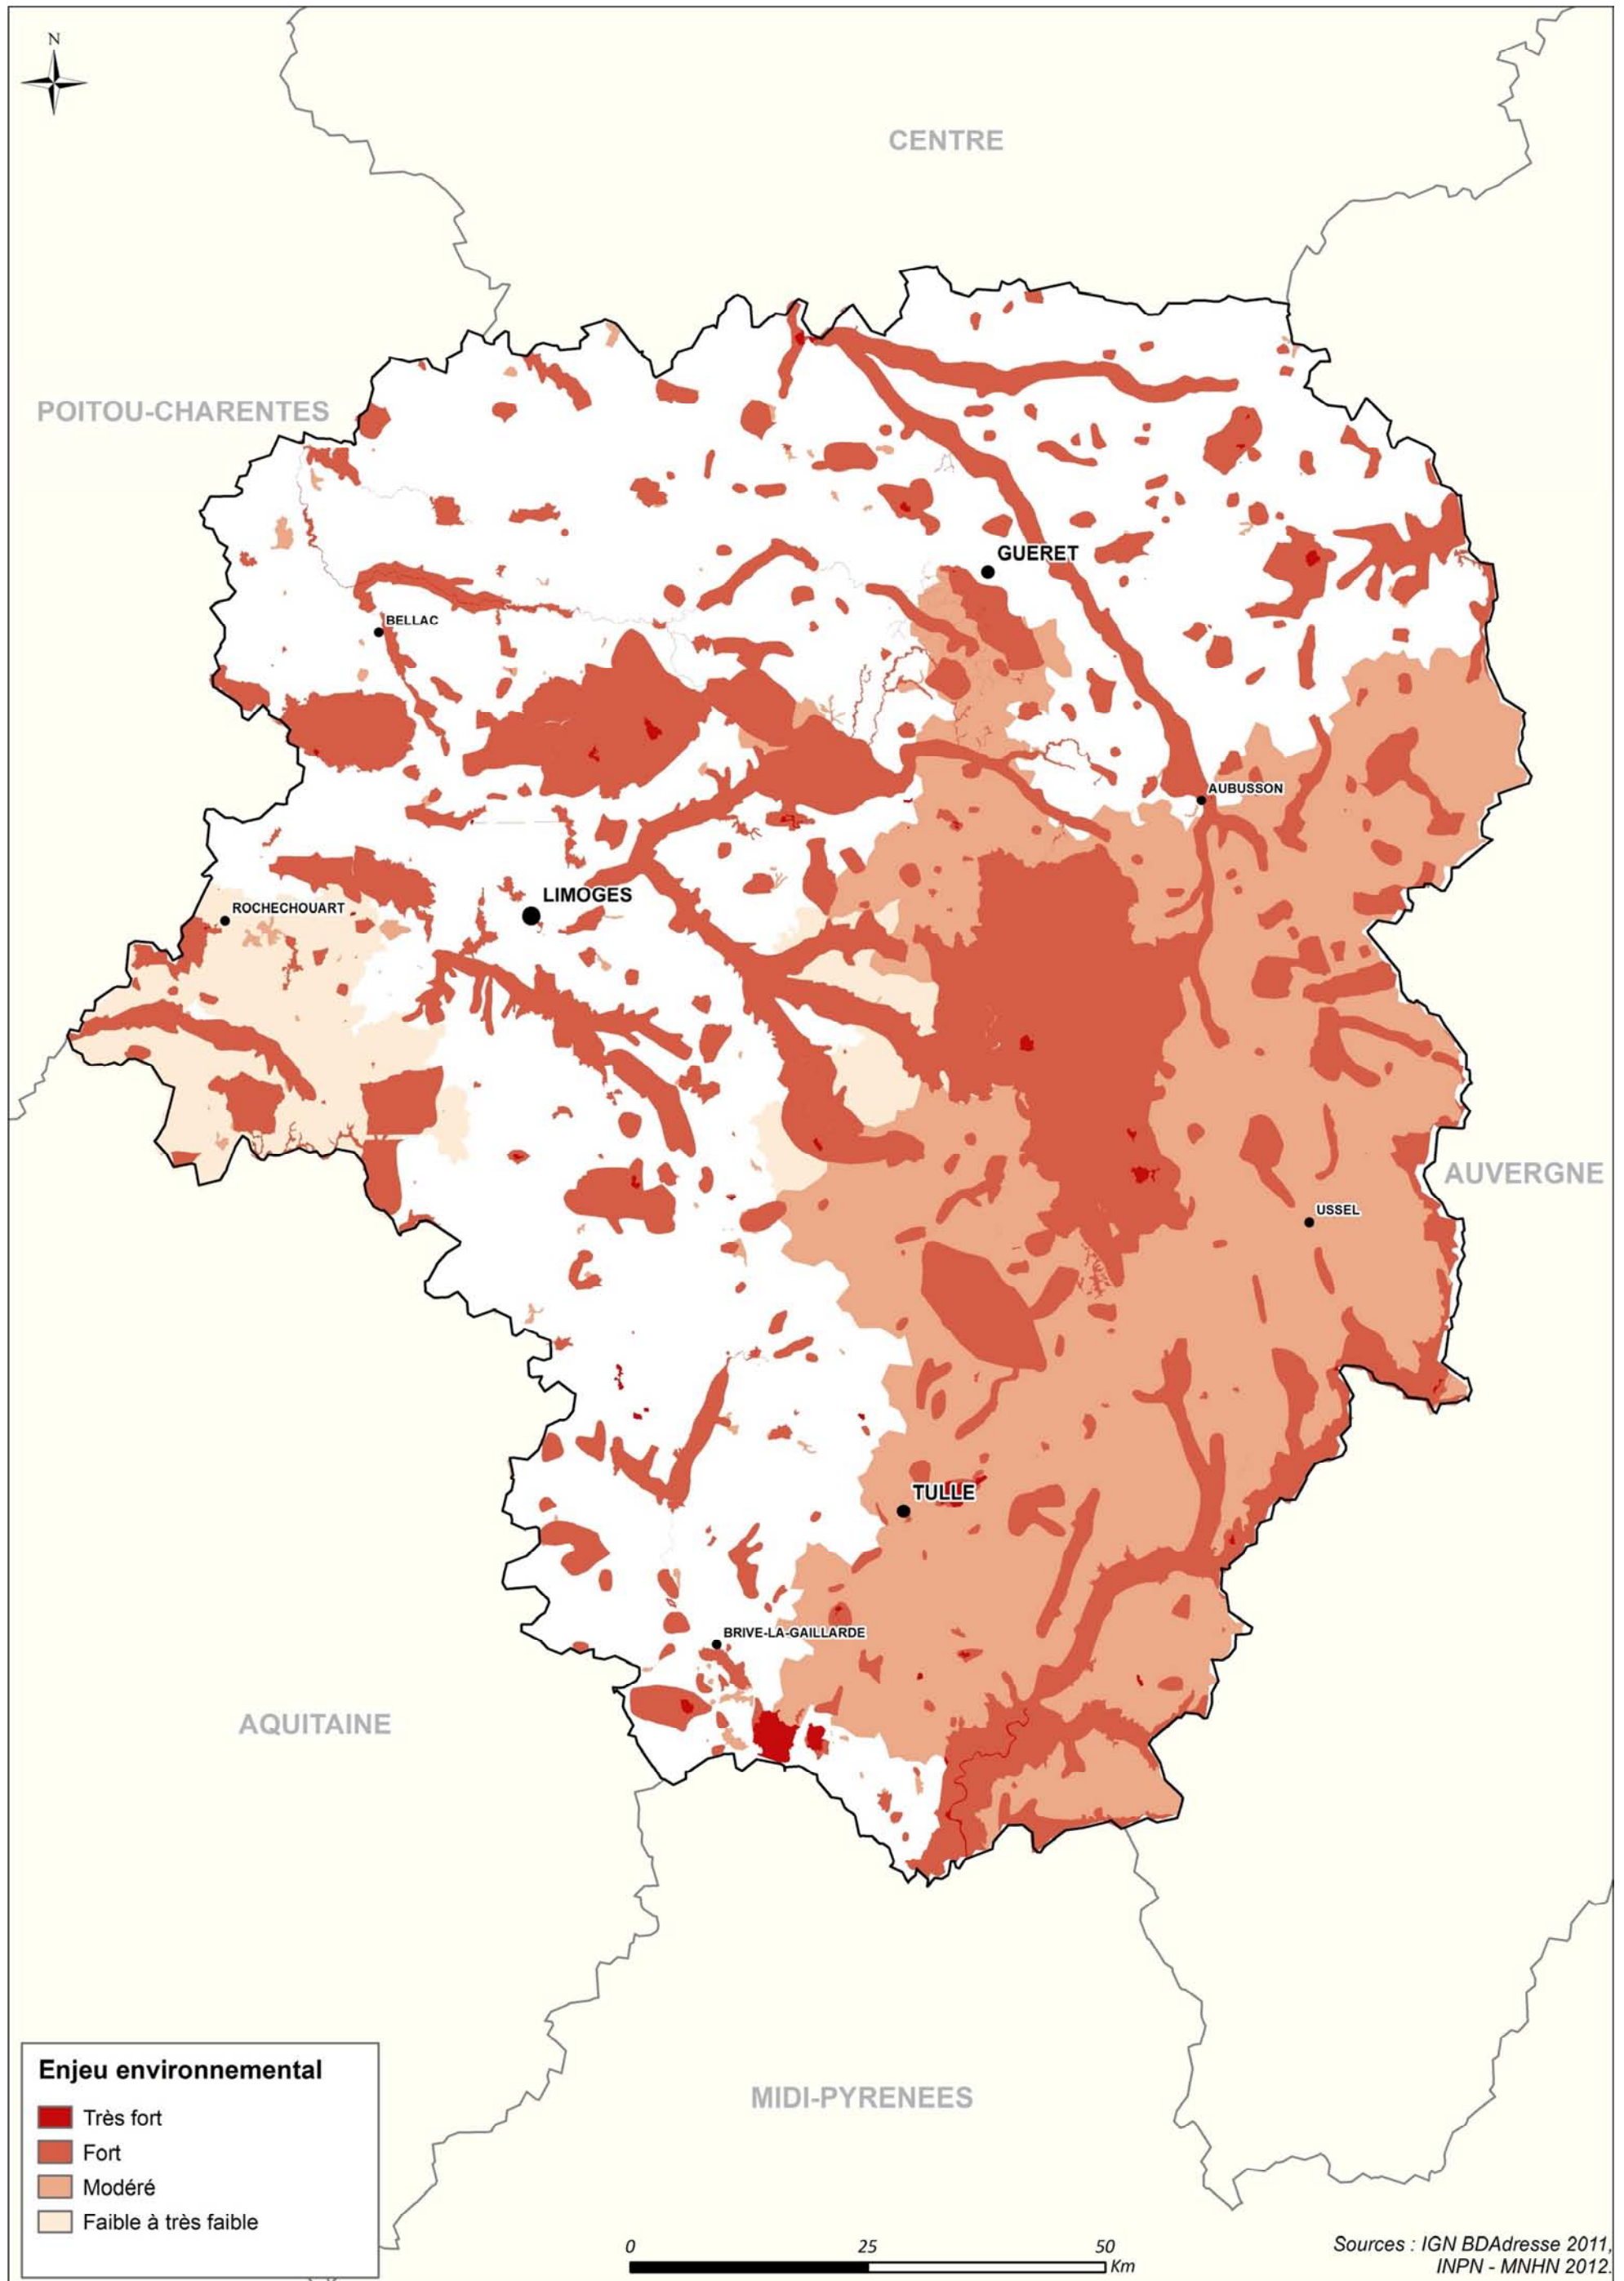 N
CENTRE
POITOU-CHARENTES
GUERET
BELLAC
AUBUSSON
LIMOGES
ROCHECHOUART
AUVERGNE
USSEL
TULLE
BRIVE-LA-GAILLARDE
AQUITAINE
MIDI-PYRENEES
Enjeu environnemental
Très fort
Fort
Modéré
Faible à très faible
0 25 50
Km
Sources : IGN BDAdresse 2011,
INPN - MNHN 2012.